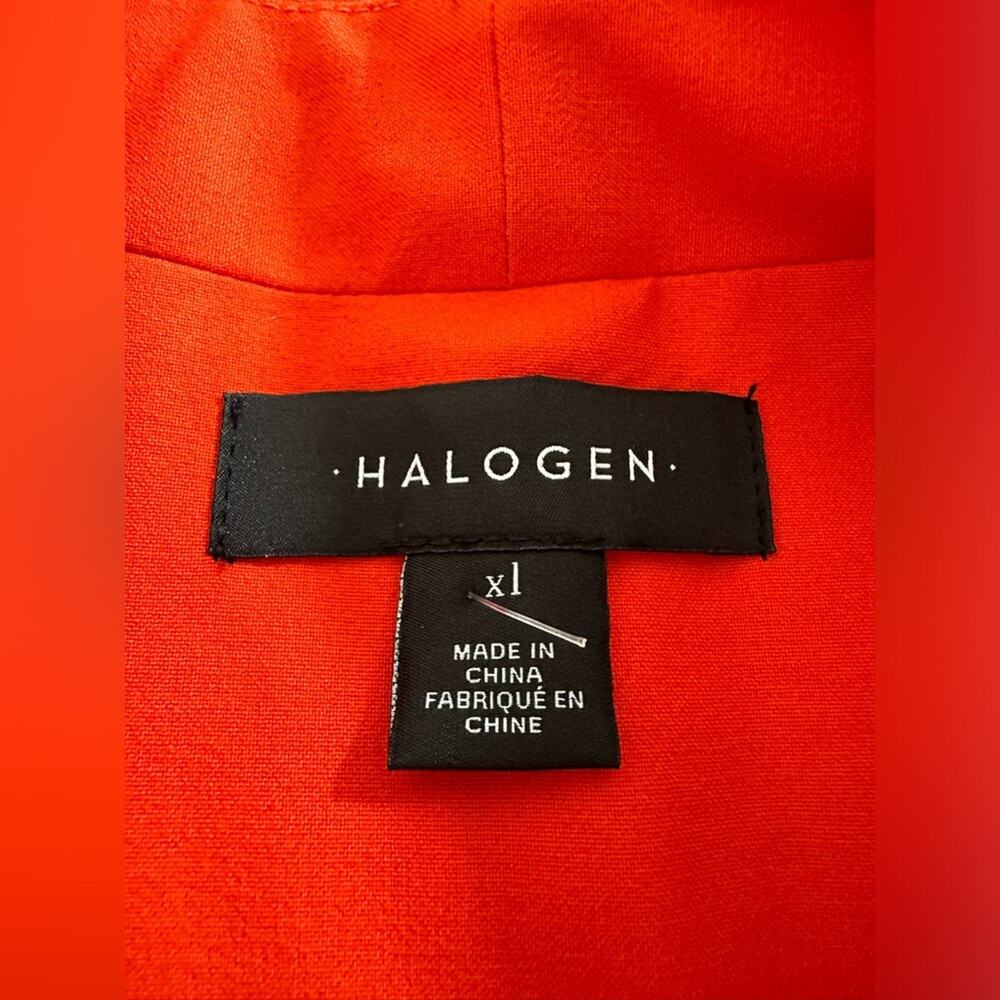 ·HALOGEN·
xl
MADE IN
CHINA
FABRIQUÉ EN
CHINE